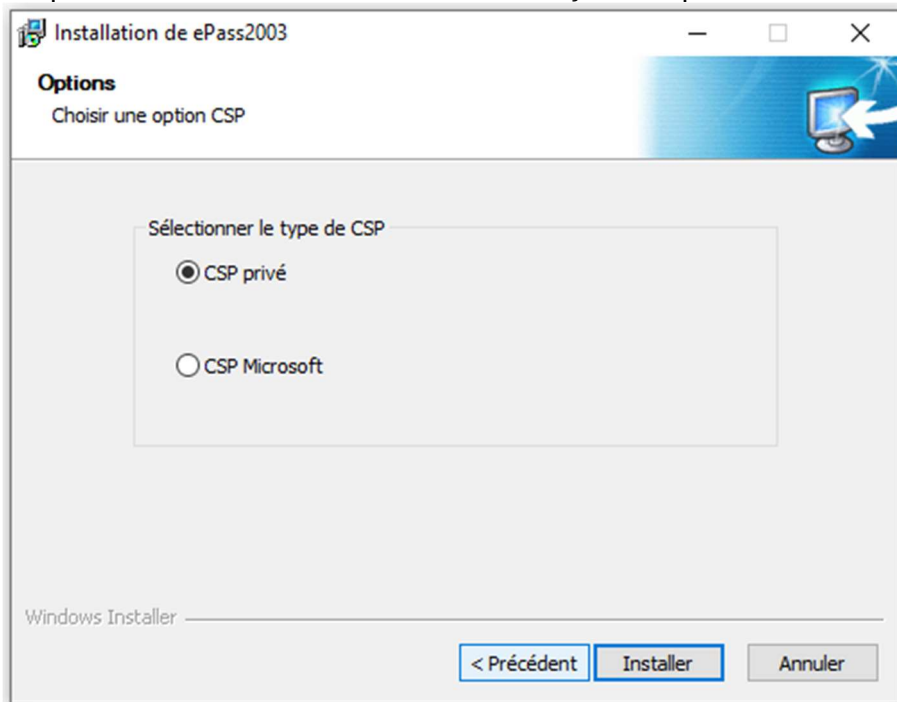 Installation de ePass2003
Options
Choisir une option CSP
Sélectionner le type de CSP
CSP privé
CSP Microsoft
Windows Installer
< Précédent Installer Annuler